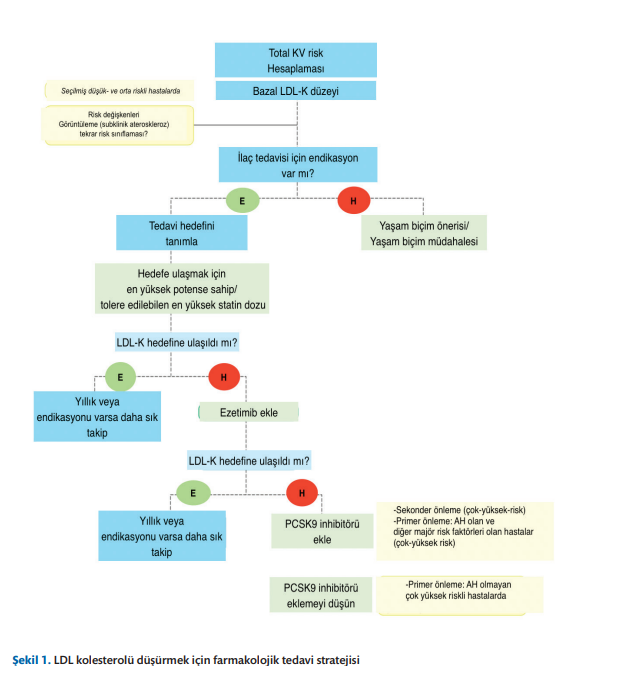 Total KV risk
Hesaplaması
Seçilmiş düşük- ve orta riskli hastalarda
Bazal LDL-K düzeyi
Risk değişkenleri
Görüntüleme (subklinik ateroskleroz)
tekrar risk sınıflaması?
İlaç tedavisi için endikasyon
var mı?
E
H
Tedavi hedefini
tanımla
Yaşam biçim önerisi/
Yaşam biçim müdahalesi
Hedefe ulaşmak için
en yüksek potense sahip/
tolere edilebilen en yüksek statin dozu
LDL-K hedefine ulaşıldı mı?
E
H
Yıllık veya
endikasyonu varsa daha sık
takip
Ezetimib ekle
LDL-K hedefine ulaşıldı mı?
E
H
Yıllık veya
endikasyonu varsa daha sık
takip
PCSK9 inhibitörü
ekle
-Sekonder önleme (çok-yüksek-risk)
-Primer önleme: AH olan ve
diğer majör risk faktörleri olan hastalar
(çok-yüksek risk)
PCSK9 inhibitörü
eklemeyi düşün
-Primer önleme: AH olmayan
çok yüksek riskli hastalarda
Şekil 1. LDL kolesterolü düşürmek için farmakolojik tedavi stratejisi